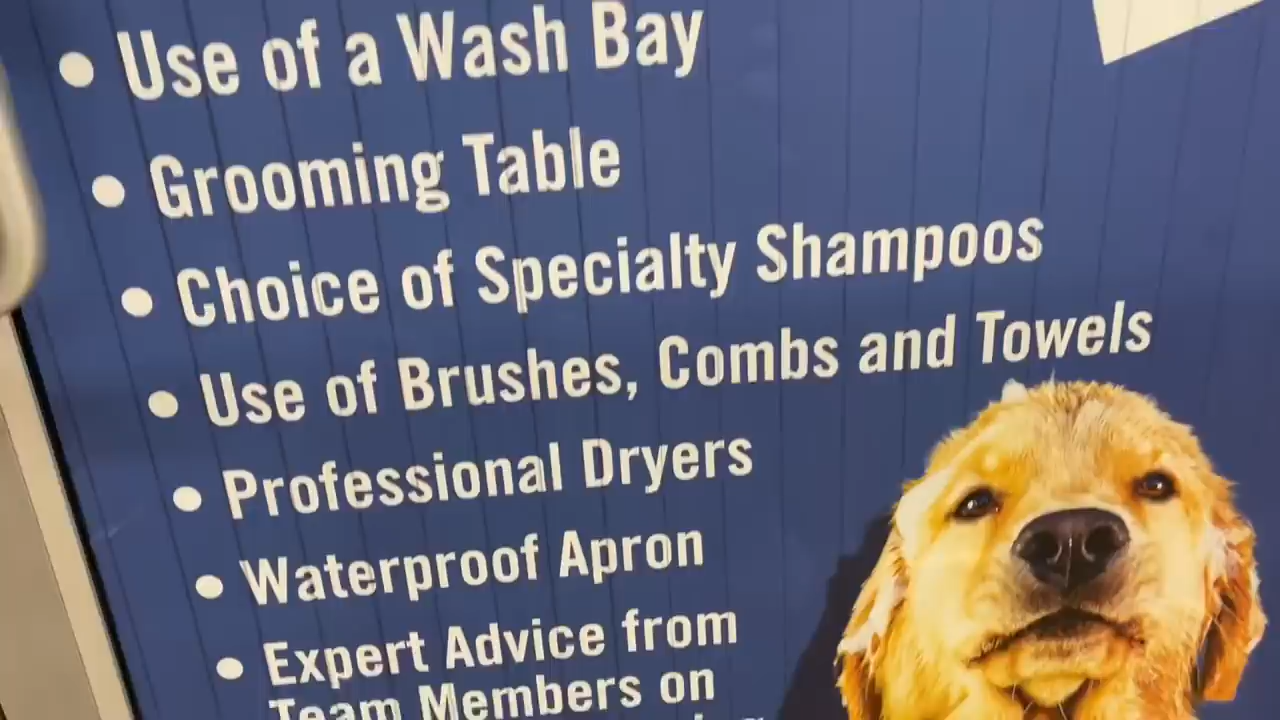 • Use of a Wash Bay
• Grooming Table
• Choice of Specialty Shampoos
• Use of Brushes, Combs and Towels
• Professional Dryers
• Waterproof Apron
• Expert Advice from
Team Members on